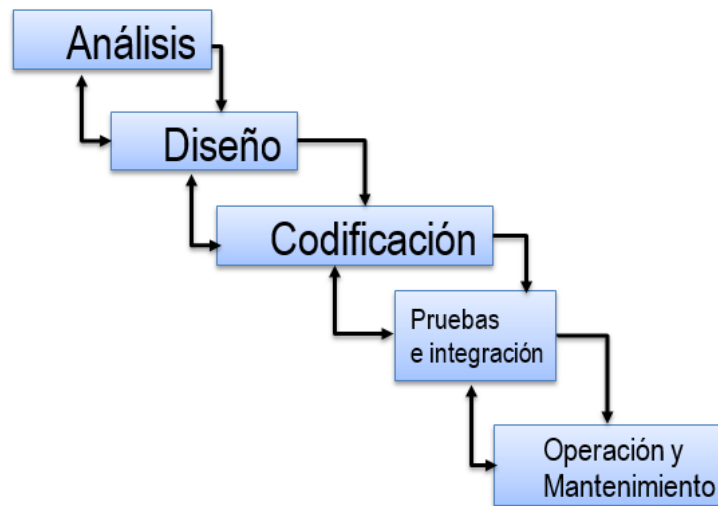 Análisis
Diseño
Codificación
Pruebas
e integración
Operación y
Mantenimiento